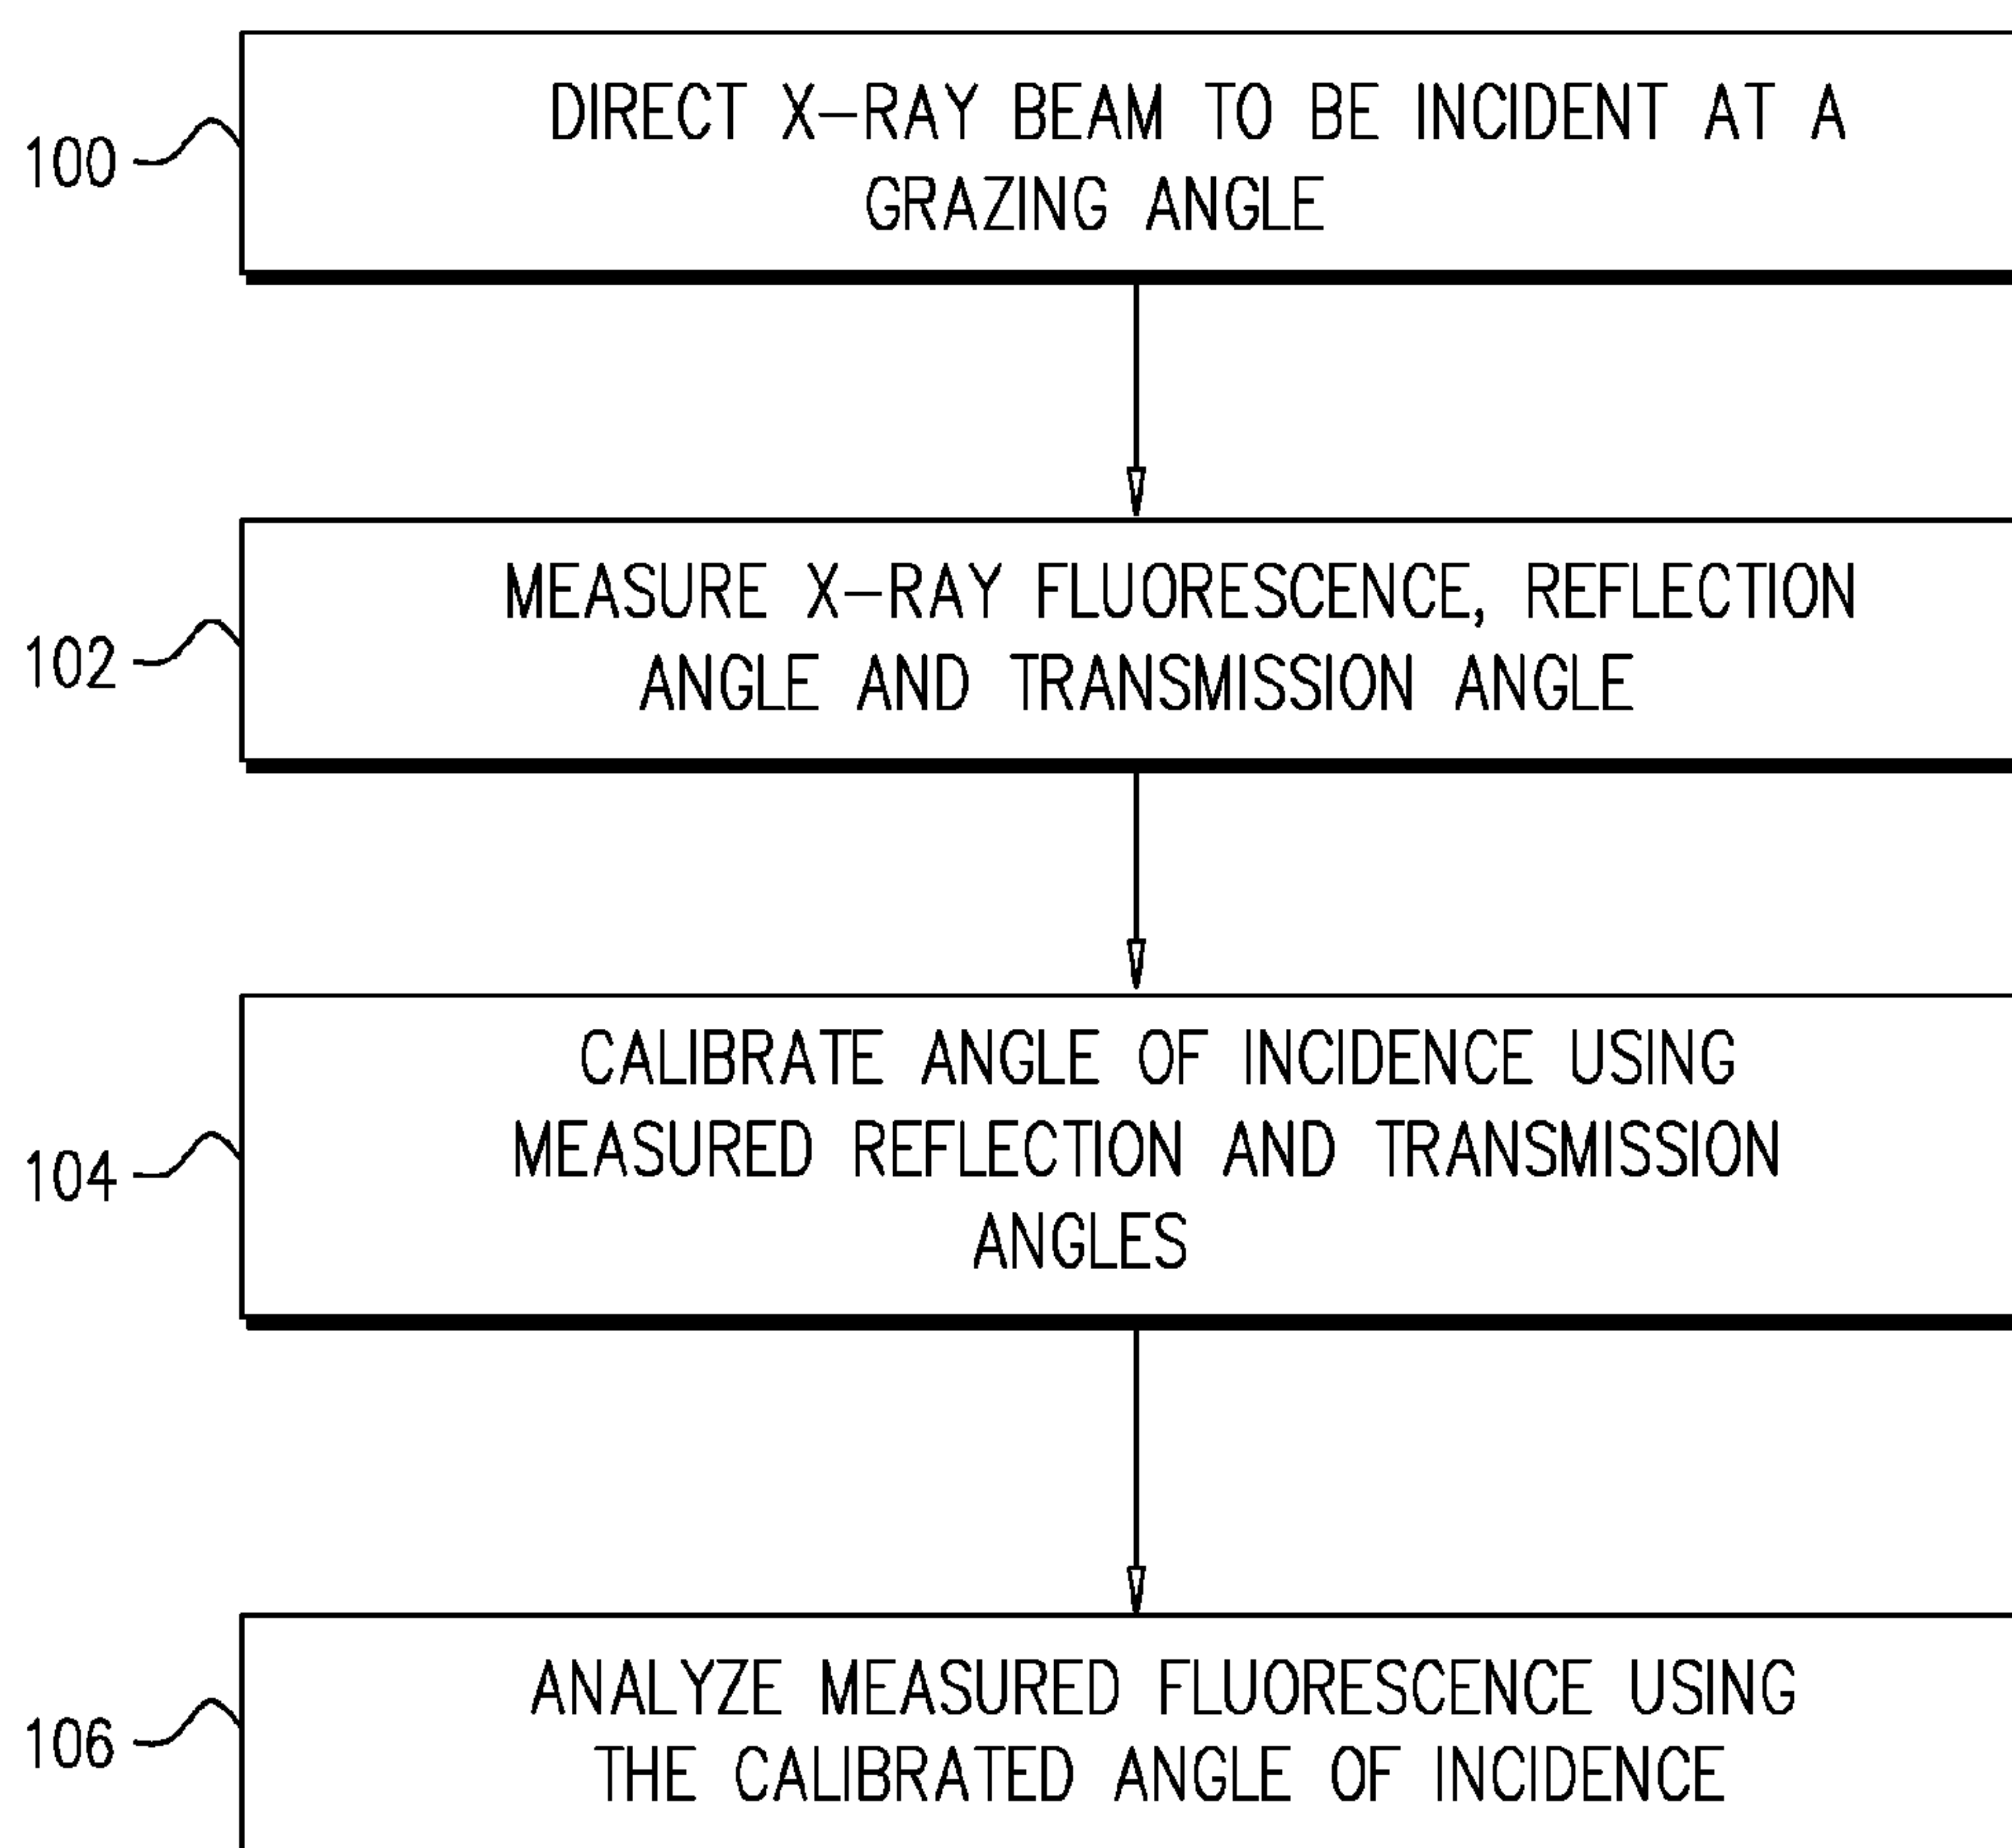 DIRECT X-RAY BEAM TO BE INCIDENT AT A
GRAZING ANGLE
100
MEASURE X-RAY FLUORESCENCE, REFLECTION
ANGLE AND TRANSMISSION ANGLE
102
CALIBRATE ANGLE OF INCIDENCE USING
MEASURED REFLECTION AND TRANSMISSION
ANGLES
104
ANALYZE MEASURED FLUORESCENCE USING
THE CALIBRATED ANGLE OF INCIDENCE
106